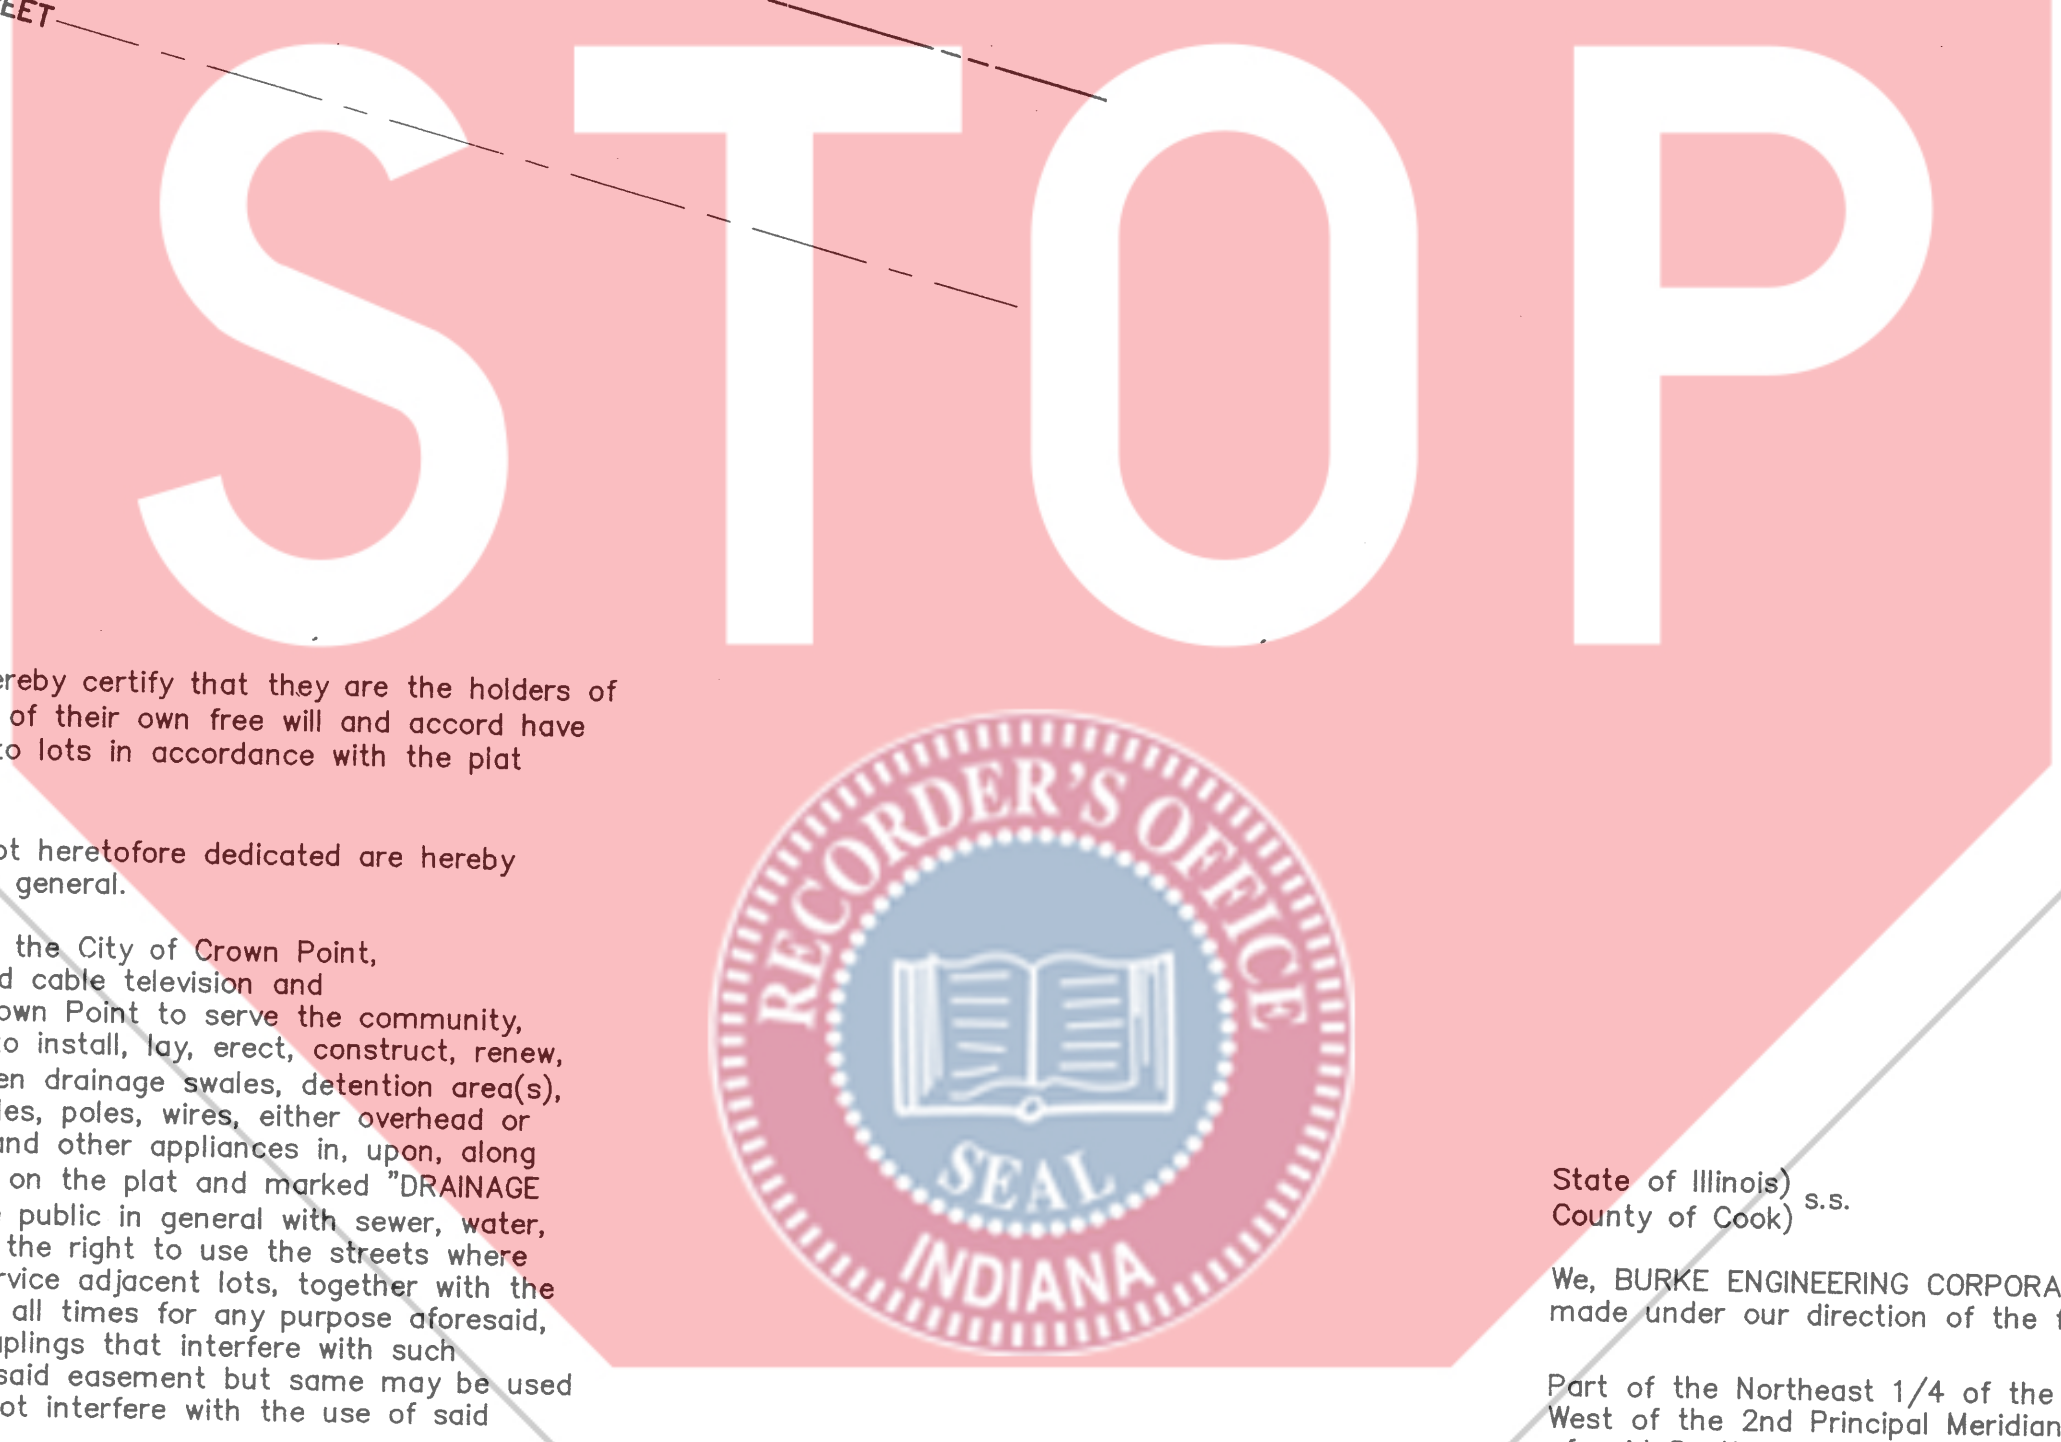 EET
STOP
ereby certify that they are the holders of
of their own free will and accord have
to lots in accordance with the plat
ot heretofore dedicated are hereby
general.
the City of Crown Point,
d cable television and
own Point to serve the community,
to install, lay, erect, construct, renew,
en drainage swales, detention area(s),
les, poles, wires, either overhead or
and other appliances in, upon, along
on the plat and marked "DRAINAGE
public in general with sewer, water,
the right to use the streets where
rvice adjacent lots, together with the
all times for any purpose aforesaid,
plings that interfere with such
said easement but same may be used
ot interfere with the use of said
RECORDER'S OFFICE
SEAL
INDIANA
State of Illinois)
s.s.
County of Cook)
We, BURKE ENGINEERING CORPORA
made under our direction of the f
Part of the Northeast 1/4 of the
West of the 2nd Principal Meridian